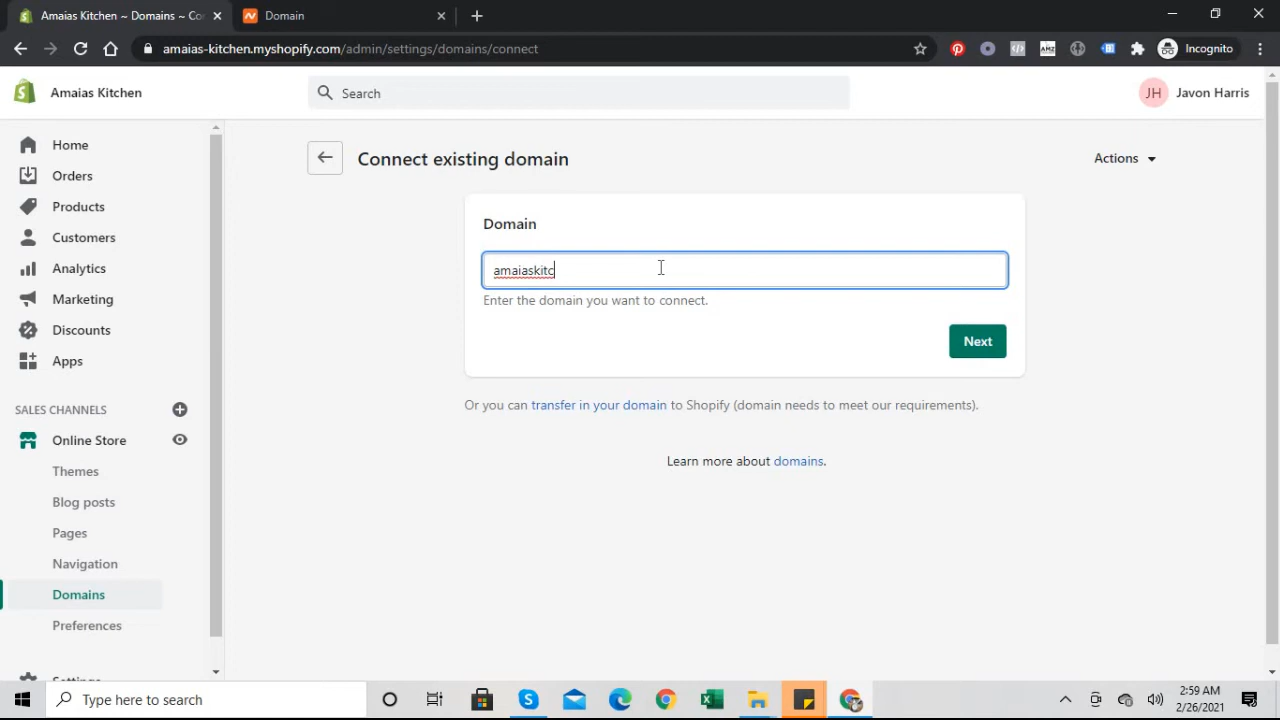 Amaias Kitchen ~ Domains ~ Co
Domain
amaias-kitchen.myshopify.com/admin/settings/domains/connect
Incognito
Amaias Kitchen
Search
JH
Javon Harris
Home
Orders
Products
Customers
Analytics
Marketing
Discounts
Apps
SALES CHANNELS
Online Store
Themes
Blog posts
Pages
Navigation
Domains
Preferences
Settings
Connect existing domain
Actions
Domain
amaiaskitc
Enter the domain you want to connect.
Next
Or you can transfer in your domain to Shopify (domain needs to meet our requirements).
Learn more about domains.
Type here to search
2:59 AM
2/26/2021